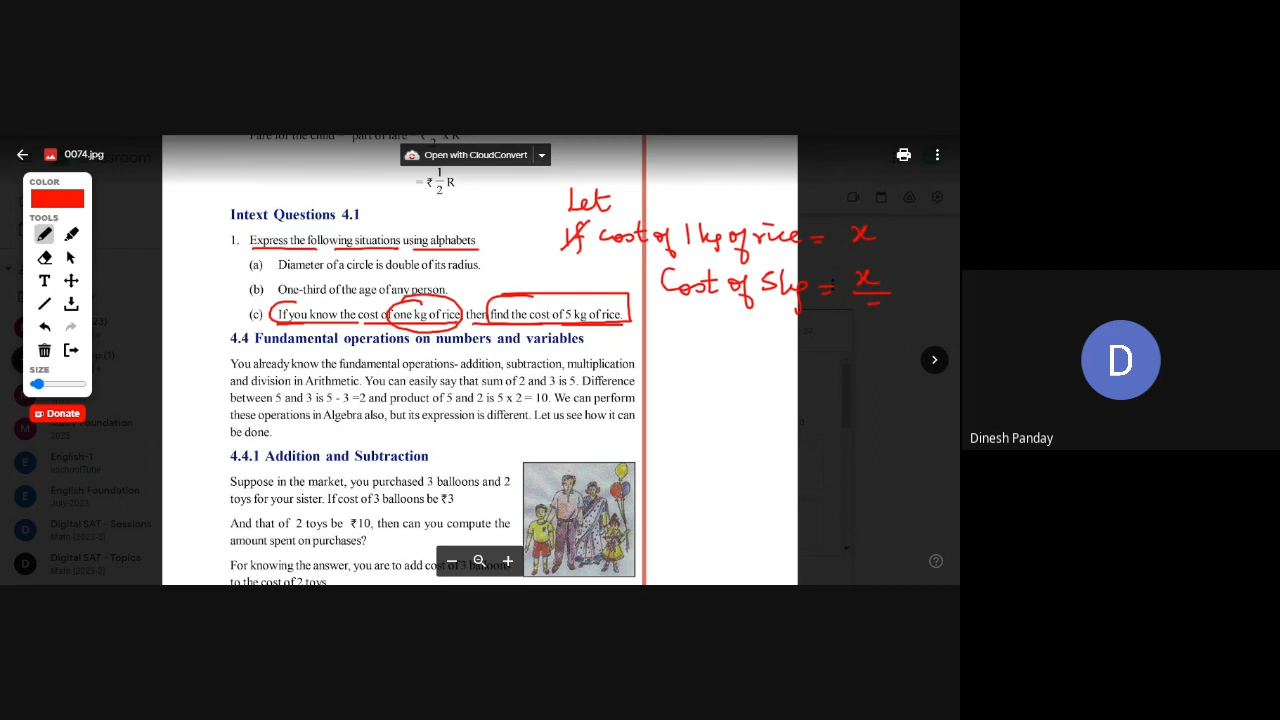 0074.jpg
Open with CloudConvert
COLOR
TOOLS
SIZE
Donate
= ₹ 1/2 R
Let
If cost of 1 kg of rice = x
Cost of 5 kg = x
Intext Questions 4.1
1. Express the following situations using alphabets
(a) Diameter of a circle is double of its radius.
(b) One-third of the age of any person.
(c) If you know the cost of one kg of rice, then find the cost of 5 kg of rice.
4.4 Fundamental operations on numbers and variables
You already know the fundamental operations- addition, subtraction, multiplication
and division in Arithmetic. You can easily say that sum of 2 and 3 is 5. Difference
between 5 and 3 is 5 - 3 =2 and product of 5 and 2 is 5 x 2 = 10. We can perform
these operations in Algebra also, but its expression is different. Let us see how it can
be done.
4.4.1 Addition and Subtraction
Suppose in the market, you purchased 3 balloons and 2
toys for your sister. If cost of 3 balloons be ₹3
And that of 2 toys be ₹10, then can you compute the
amount spent on purchases?
For knowing the answer, you are to add cost of 3 balloons
to the cost of 2 toys
English-1
English Foundation
July 2023
Digital SAT - Sessions
Math [2023-3]
Digital SAT - Topics
Math [2023-2]
D
Dinesh Panday